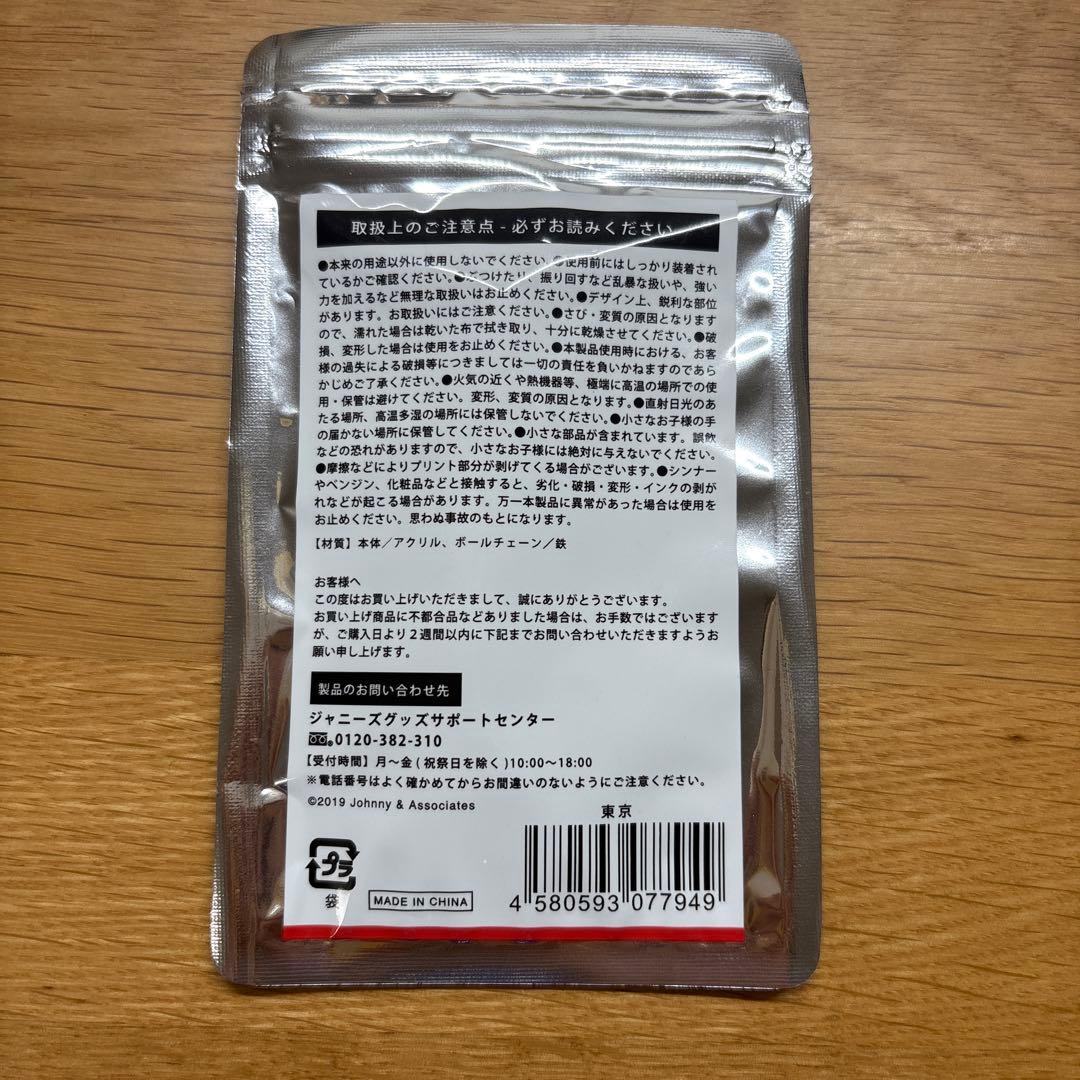 取扱上のご注意点 - 必ずお読みください
●本来の用途以外に使用しないでください。●使用前にはしっかり装着され
ているかご確認ください。●ぶつけたり、振り回すなど乱暴な扱いや、強い
力を加えるなど無理な取扱いはお止めください。●デザイン上、鋭利な部位
があります。お取扱いにはご注意ください。●さび・変質の原因となります
ので、濡れた場合は乾いた布で拭き取り、十分に乾燥させてください。●破
損、変形した場合は使用をお止めください。●本製品使用時における、お客
様の過失による破損等につきましては一切の責任を負いかねますのであら
かじめご了承ください。●火気の近くや熱機器等、極端に高温の場所での使
用・保管は避けてください。変形、変質の原因となります。●直射日光のあ
たる場所、高温多湿の場所には保管しないでください。●小さなお子様の手
の届かない場所に保管してください。●小さな部品が含まれています。誤飲
などの恐れがありますので、小さなお子様には絶対に与えないでください。
●摩擦などによりプリント部分が剥げてくる場合がございます。●シンナー
やベンジン、化粧品などと接触すると、劣化・破損・変形・インクの剥が
れなどが起こる場合があります。万一本製品に異常があった場合は使用を
お止めください。思わぬ事故のもとになります。
【材質】本体／アクリル、ボールチェーン／鉄
お客様へ
この度はお買い上げいただきまして、誠にありがとうございます。
お買い上げ商品に不都合品などありました場合は、お手数ではございます
が、ご購入日より2週間以内に下記までお問い合わせいただきますようお
願い申し上げます。
製品のお問い合わせ先
ジャニーズグッズサポートセンター
0120-382-310
【受付時間】月〜金(祝祭日を除く)10:00〜18:00
※電話番号はよく確かめてからお間違いのないようにご注意ください。
©2019 Johnny & Associates
東京
プラ
袋
MADE IN CHINA
4 580593 077949